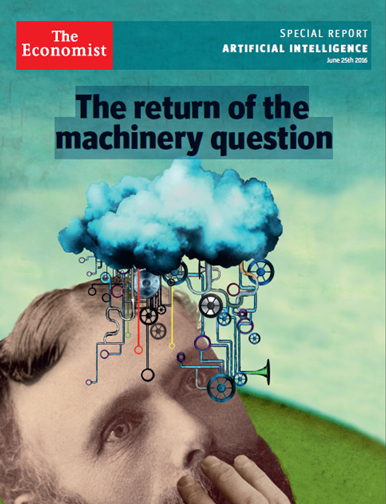 The
Economist
SPECIAL REPORT
ARTIFICIAL INTELLIGENCE
June 25th 2016
The return of the
machinery question